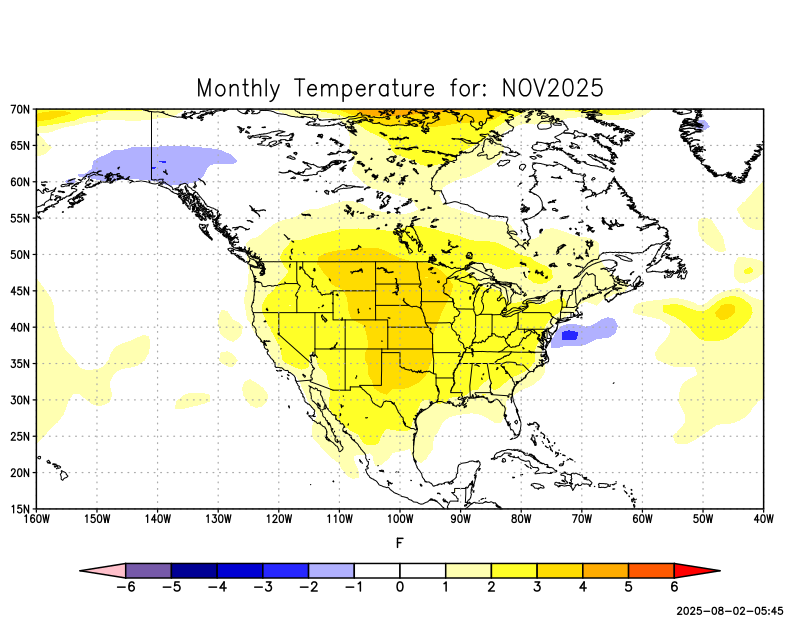 Monthly Temperature for: NOV2025
70N
65N
60N
55N
50N
45N
40N
35N
30N
25N
20N
15N
160W 150W 140W 130W 120W 110W 100W 90W 80W 70W 60W 50W 40W
F
-6 -5 -4 -3 -2 -1 0 1 2 3 4 5 6
2025-08-02-05:45